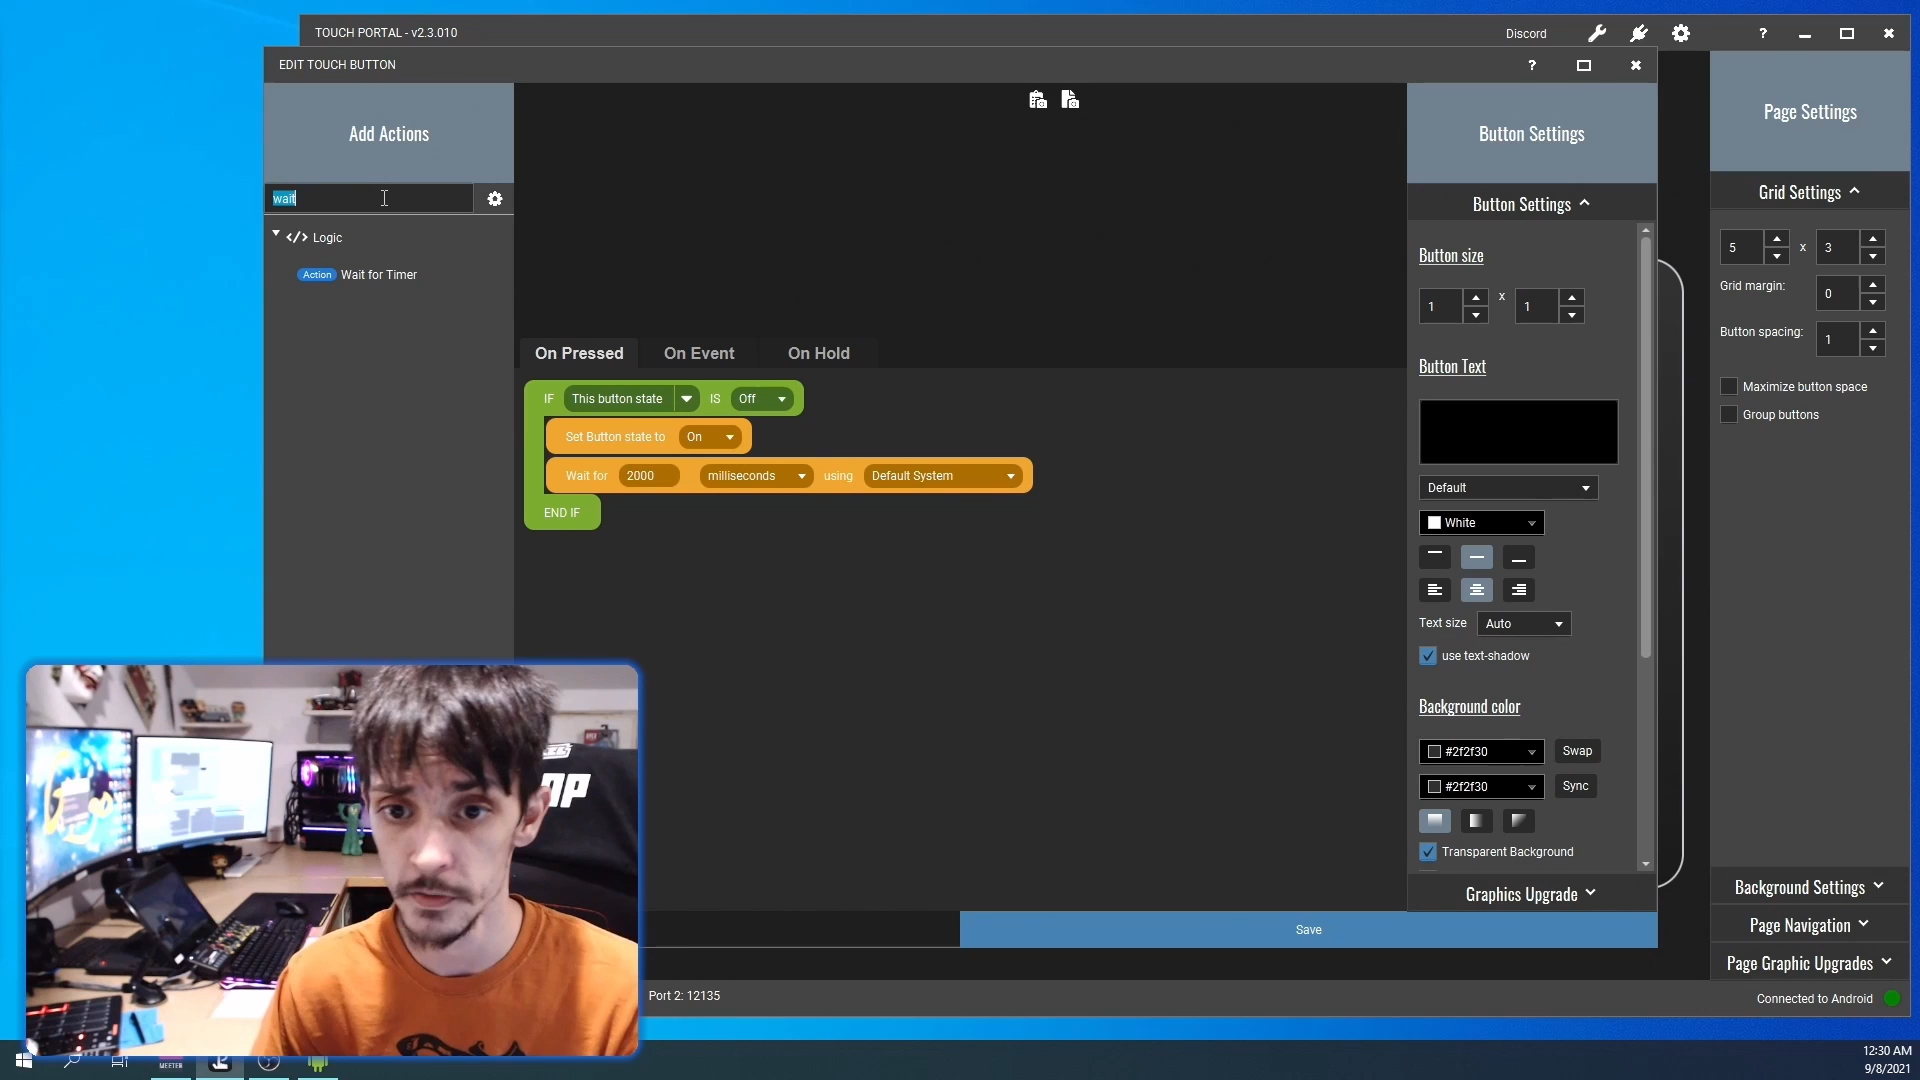 TOUCH PORTAL - v2.3.010
Discord
?
EDIT TOUCH BUTTON
?
Add Actions
wait
</> Logic
Action Wait for Timer
On Pressed On Event On Hold
IF This button state IS Off
Set Button state to On
Wait for 2000 milliseconds using Default System
END IF
Button Settings
Button Settings
Button size
1 x 1
Button Text
Default
White
Text size Auto
use text-shadow
Background color
#2f2f30 Swap
#2f2f30 Sync
Transparent Background
Graphics Upgrade
Save
Page Settings
Grid Settings
5 x 3
Grid margin: 0
Button spacing: 1
Maximize button space
Group buttons
Background Settings
Page Navigation
Page Graphic Upgrades
Port 2: 12135
Connected to Android
MEETER
12:30 AM
9/8/2021